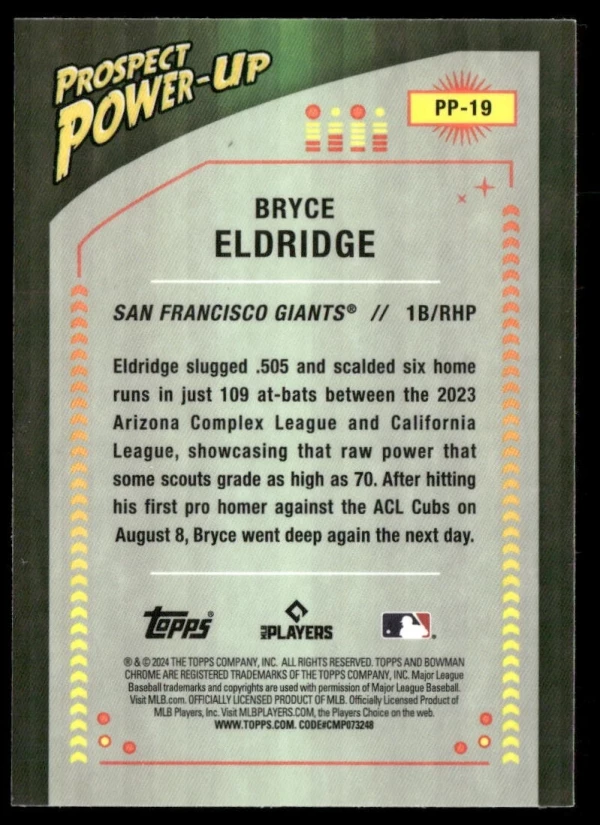 PROSPECT
POWER-UP
PP-19
BRYCE
ELDRIDGE
SAN FRANCISCO GIANTS® // 1B/RHP
Eldridge slugged .505 and scalded six home
runs in just 109 at-bats between the 2023
Arizona Complex League and California
League, showcasing that raw power that
some scouts grade as high as 70. After hitting
his first pro homer against the ACL Cubs on
August 8, Bryce went deep again the next day.
topps® MLB PLAYERS
® & © 2024 THE TOPPS COMPANY, INC. ALL RIGHTS RESERVED. TOPPS AND BOWMAN
CHROME ARE REGISTERED TRADEMARKS OF THE TOPPS COMPANY, INC. Major League
Baseball trademarks and copyrights are used with permission of Major League Baseball.
Visit MLB.com. OFFICIALLY LICENSED PRODUCT OF MLB. Officially Licensed Product of
MLB Players, Inc. Visit MLBPLAYERS.COM, the Players Choice on the web.
WWW.TOPPS.COM. CODE#CMP073248